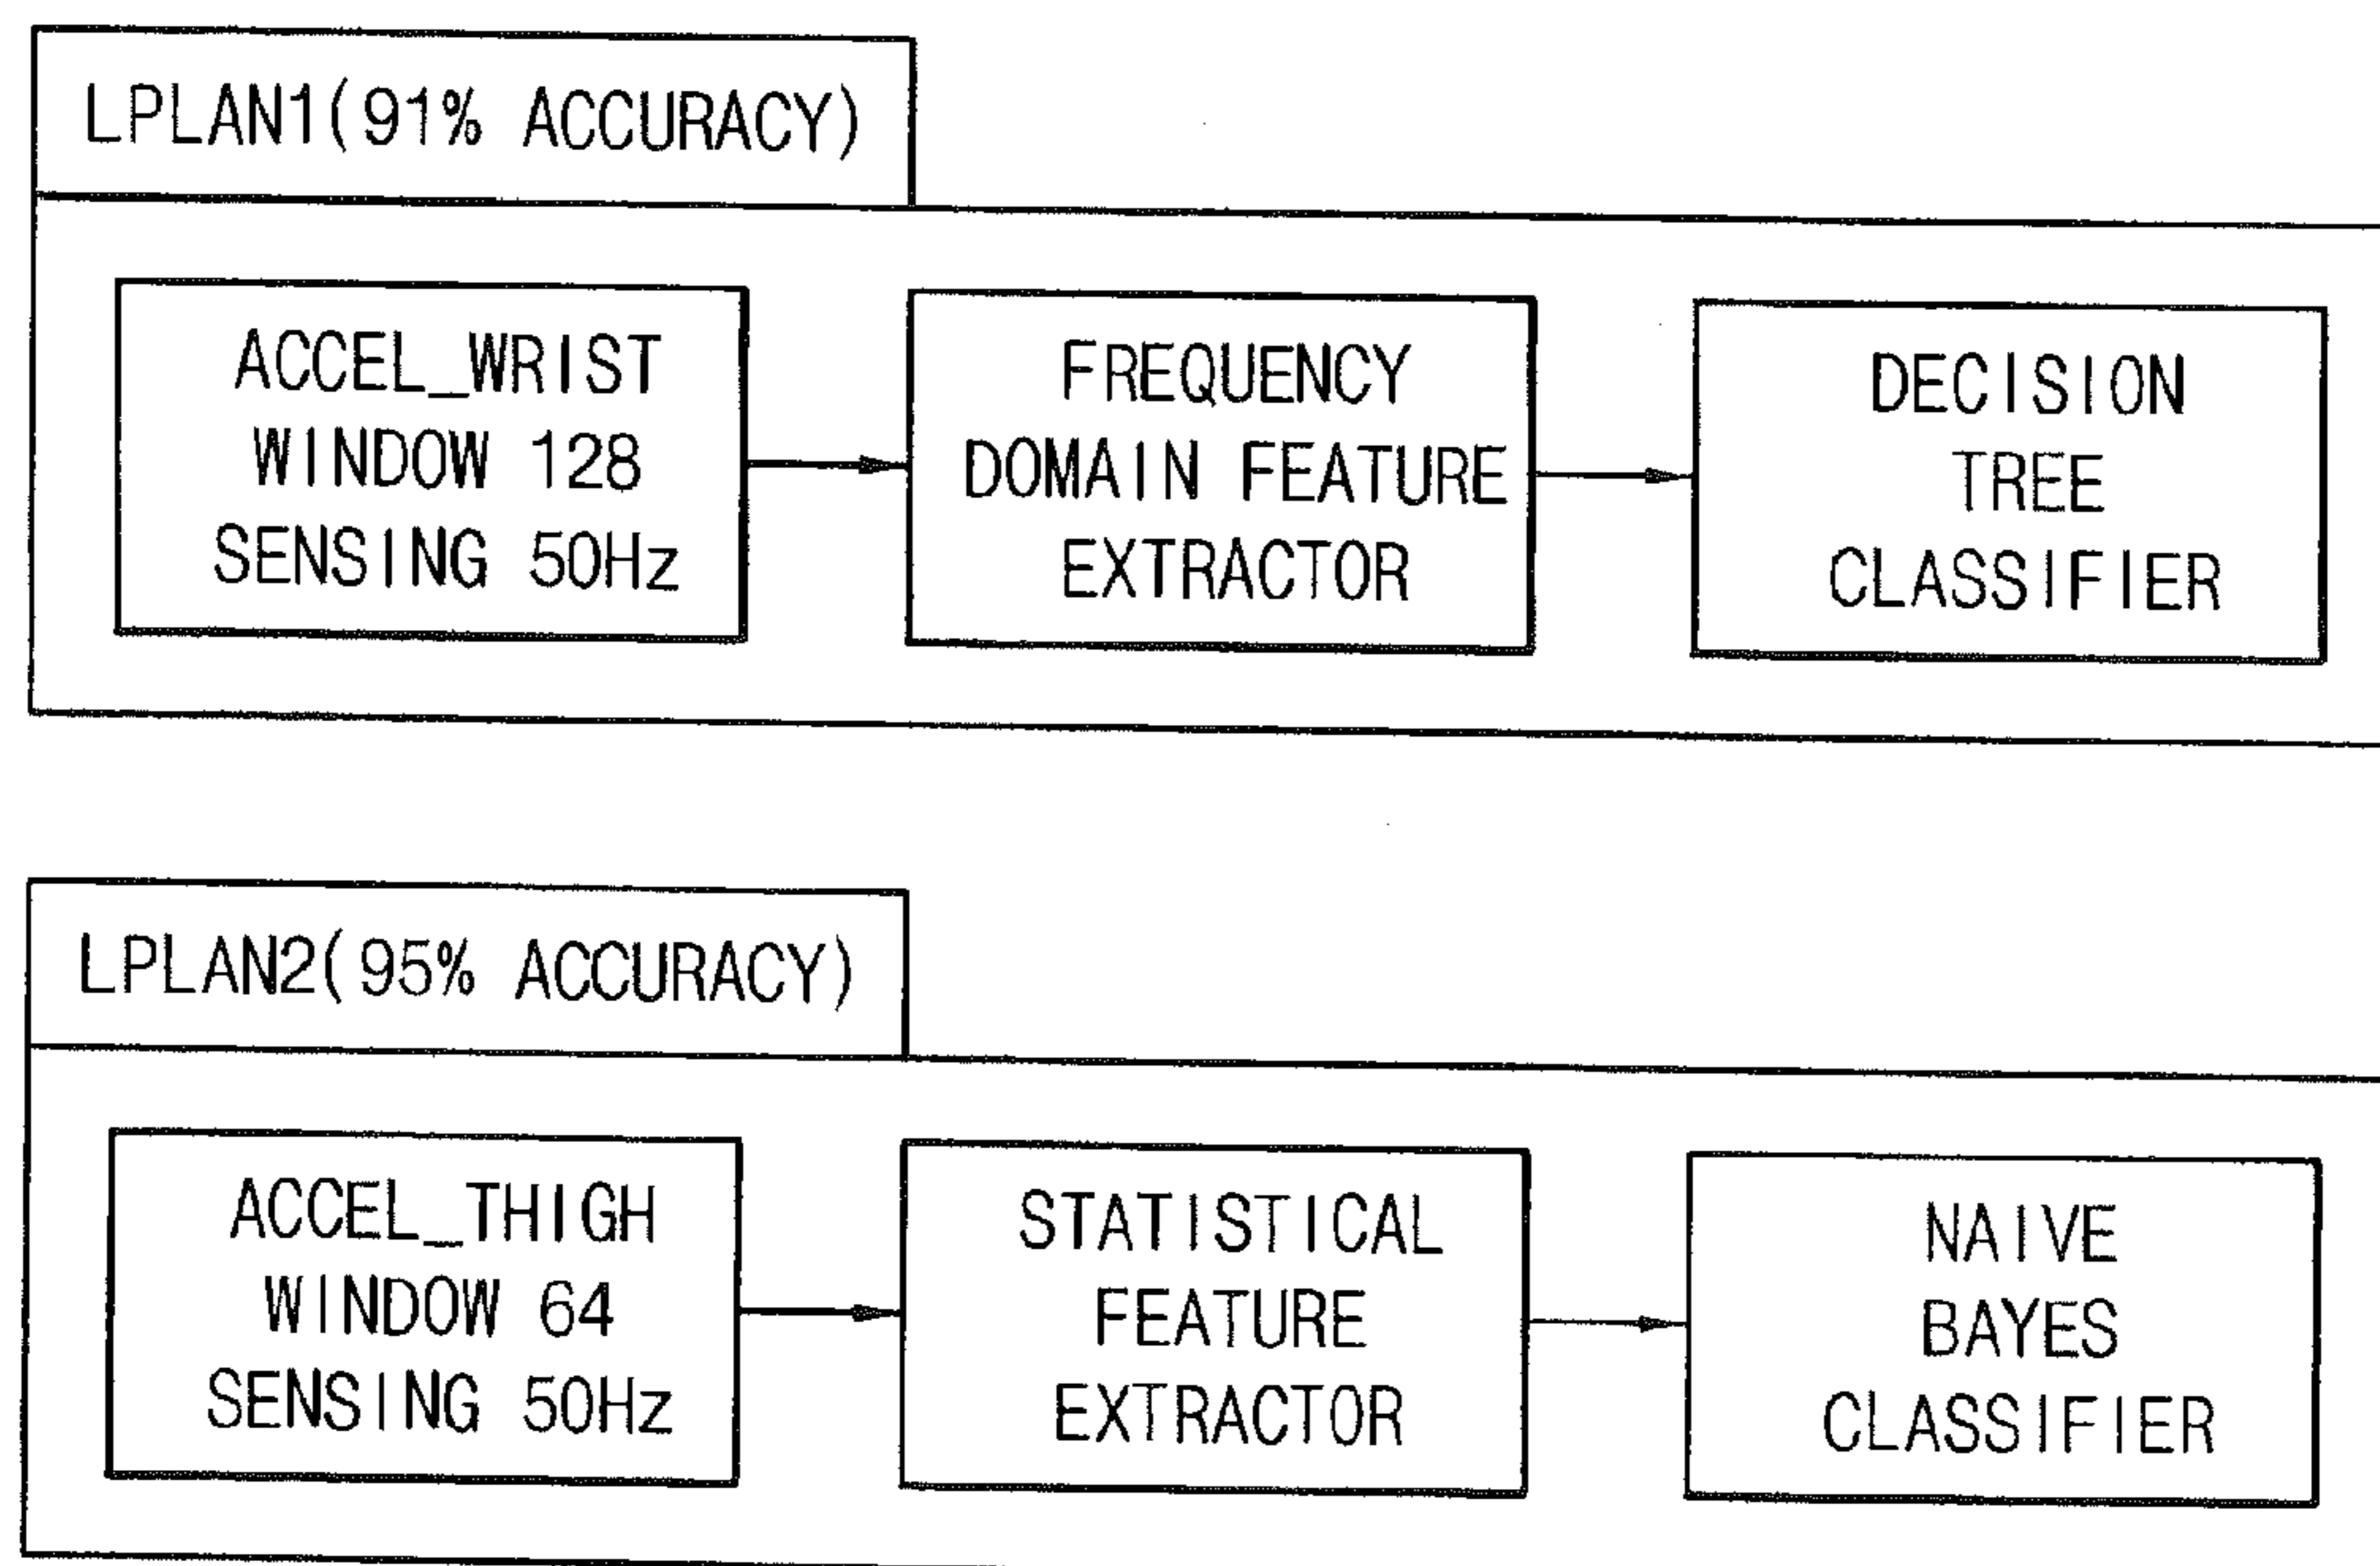 LPLAN1(91% ACCURACY)
ACCEL_WRIST
WINDOW 128
SENSING 50Hz
FREQUENCY
DOMAIN FEATURE
EXTRACTOR
DECISION
TREE
CLASSIFIER
LPLAN2(95% ACCURACY)
ACCEL_THIGH
WINDOW 64
SENSING 50Hz
STATISTICAL
FEATURE
EXTRACTOR
NAIVE
BAYES
CLASSIFIER